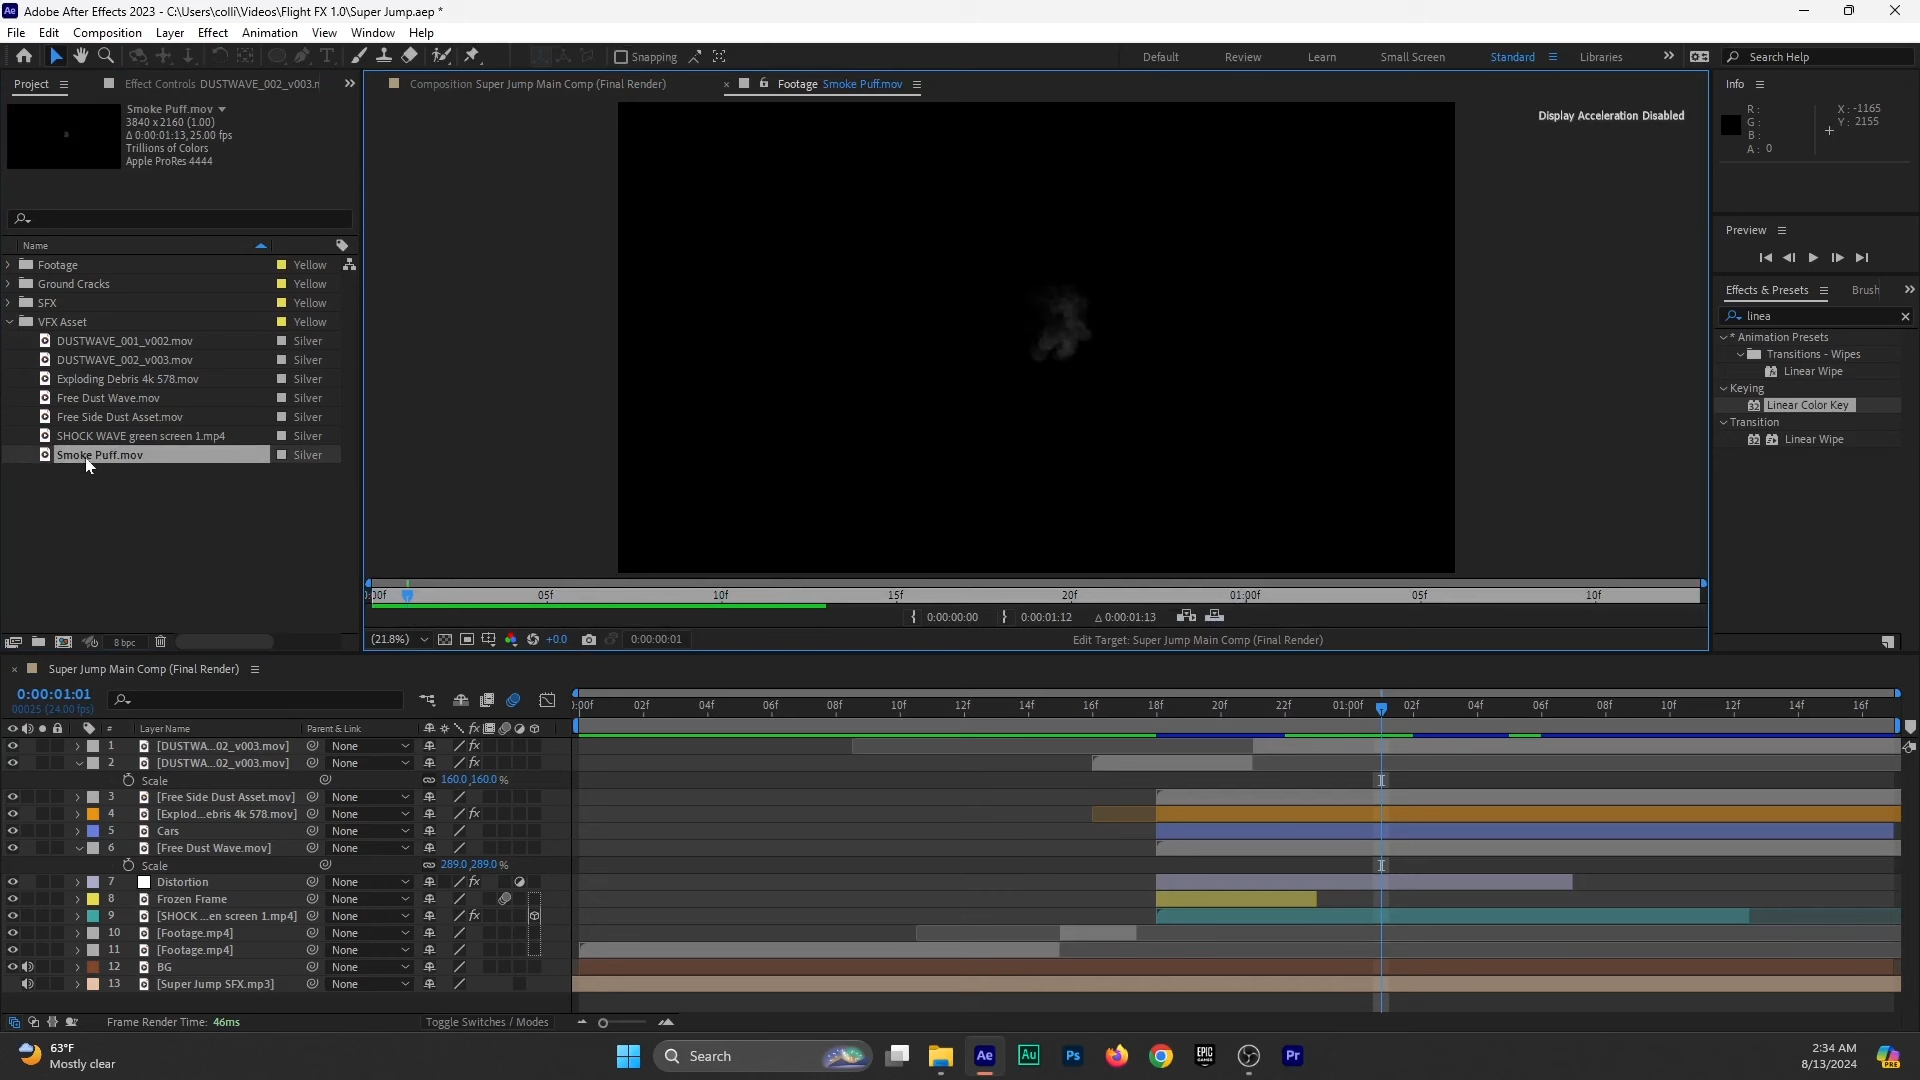 Adobe After Effects 2023 - C:\Users\colli\Videos\Flight FX 1.0\Super Jump.aep *
File Edit Composition Layer Effect Animation View Window Help
Snapping
Default Review Learn Small Screen Standard Libraries Search Help
Project Effect Controls DUSTWAVE_002_v003.m
Composition Super Jump Main Comp (Final Render) Footage Smoke Puff.mov
Info
Smoke Puff.mov
3840 x 2160 (1.00)
Δ 0:00:01:13, 25.00 fps
Trillions of Colors
Apple ProRes 4444
Display Acceleration Disabled
R:
G:
B:
A: 0
X: -1165
Y: 2155
Preview
Name
Footage Yellow
Ground Cracks Yellow
SFX Yellow
VFX Asset Yellow
DUSTWAVE_001_v002.mov Silver
DUSTWAVE_002_v003.mov Silver
Exploding Debris 4k 578.mov Silver
Free Dust Wave.mov Silver
Free Side Dust Asset.mov Silver
SHOCK WAVE green screen 1.mp4 Silver
Smoke Puff.mov Silver
Effects & Presets Brush
linea
* Animation Presets
Transitions - Wipes
Linear Wipe
Keying
32 Linear Color Key
Transition
32 Linear Wipe
:00f 05f 10f 15f 20f 01:00f 05f 10f
0:00:00:00 0:00:01:12 Δ 0:00:01:13
8 bpc
(21.8%) +0.0 0:00:00:01 Edit Target: Super Jump Main Comp (Final Render)
Super Jump Main Comp (Final Render)
0:00:01:01
00025 (24.00 fps)
:00f 02f 04f 06f 08f 10f 12f 14f 16f 18f 20f 22f 01:00f 02f 04f 06f 08f 10f 12f 14f 16f
# Layer Name Parent & Link
1 [DUSTWA...02_v003.mov] None
2 [DUSTWA...02_v003.mov] None
Scale 160.0,160.0 %
3 [Free Side Dust Asset.mov] None
4 [Explod...ebris 4k 578.mov] None
5 Cars None
6 [Free Dust Wave.mov] None
Scale 289.0,289.0 %
7 Distortion None
8 Frozen Frame None
9 [SHOCK ...en screen 1.mp4] None
10 [Footage.mp4] None
11 [Footage.mp4] None
12 BG None
13 [Super Jump SFX.mp3] None
Frame Render Time: 46ms Toggle Switches / Modes
63°F
Mostly clear
Search
Ae Au Ps EPIC GAMES Pr
2:34 AM
8/13/2024
PRE